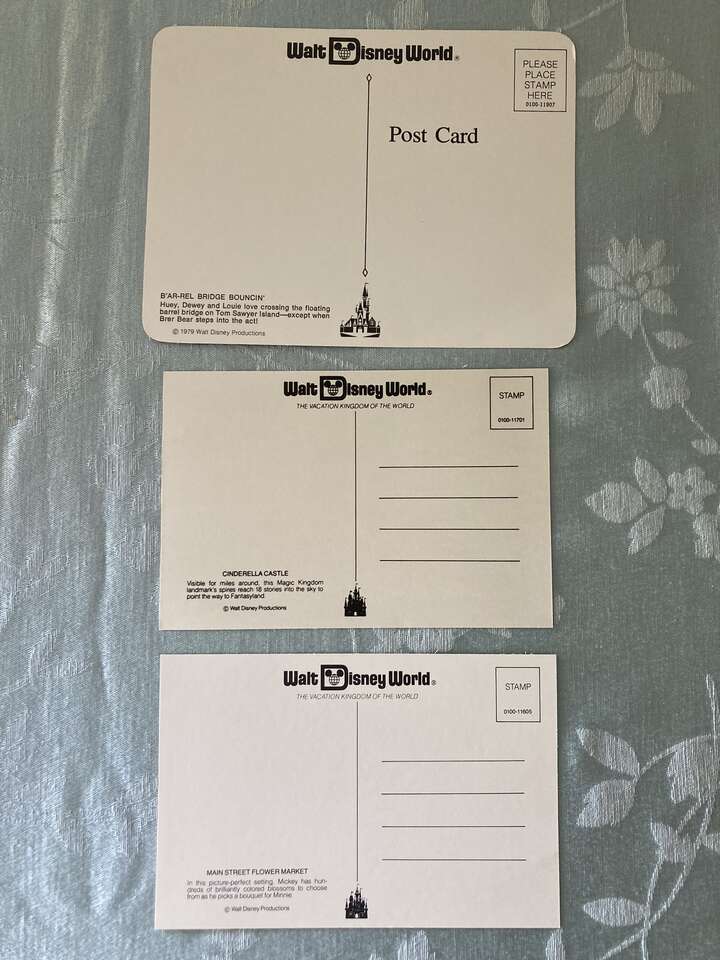 Walt Disney World®
PLEASE
PLACE
STAMP
HERE
0100-11907
Post Card
B'AR-REL BRIDGE BOUNCIN'
Huey, Dewey and Louie love crossing the floating
barrel bridge on Tom Sawyer Island—except when
Brer Bear steps into the act!
© 1979 Walt Disney Productions
Walt Disney World®
THE VACATION KINGDOM OF THE WORLD
STAMP
0100-11701
CINDERELLA CASTLE
Visible for miles around, this Magic Kingdom
landmark's spires reach 18 stories into the sky to
point the way to Fantasyland.
© Walt Disney Productions
Walt Disney World®
THE VACATION KINGDOM OF THE WORLD
STAMP
0100-11605
MAIN STREET FLOWER MARKET
In this picture-perfect setting, Mickey has hun-
dreds of brilliantly colored blossoms to choose
from as he picks a bouquet for Minnie.
© Walt Disney Productions